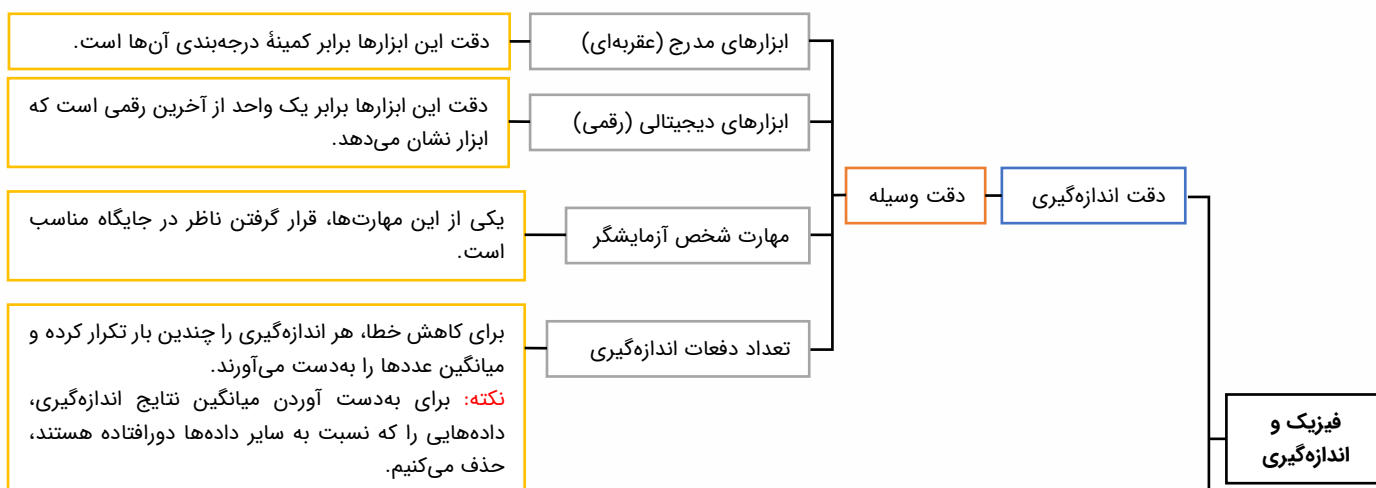 ابزارهای مدرج (عقربه‌ای)
دقت این ابزارها برابر کمینهٔ درجه‌بندی آن‌ها است.
ابزارهای دیجیتالی (رقمی)
دقت این ابزارها برابر یک واحد از آخرین رقمی است که
ابزار نشان می‌دهد.
دقت اندازه‌گیری
دقت وسیله
مهارت شخص آزمایشگر
یکی از این مهارت‌ها، قرار گرفتن ناظر در جایگاه مناسب
است.
تعداد دفعات اندازه‌گیری
برای کاهش خطا، هر اندازه‌گیری را چندین بار تکرار کرده و
میانگین عددها را به‌دست می‌آورند.
نکته: برای به‌دست آوردن میانگین نتایج اندازه‌گیری،
داده‌هایی را که نسبت به سایر داده‌ها دورافتاده هستند،
حذف می‌کنیم.
فیزیک و
اندازه‌گیری